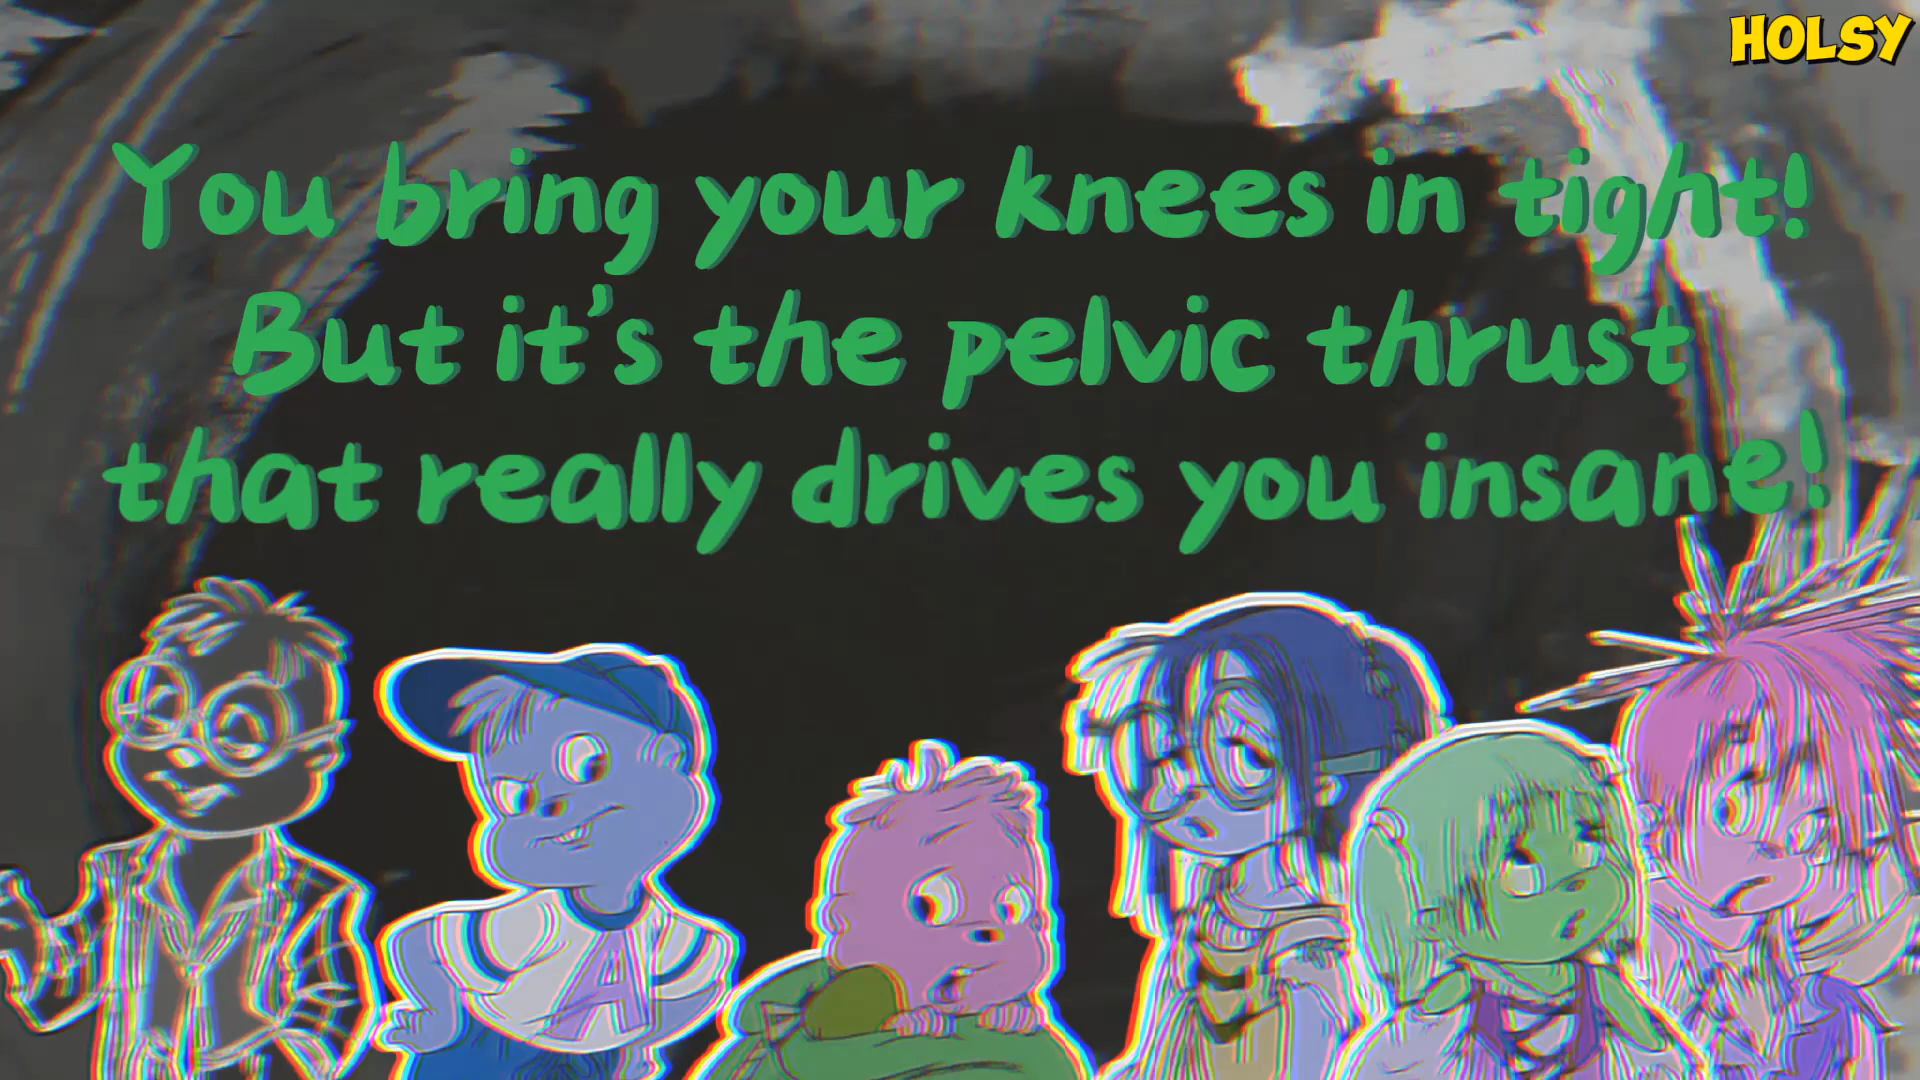 HOLSY
You bring your knees in tight!
But it's the pelvic thrust
that really drives you insane!
A